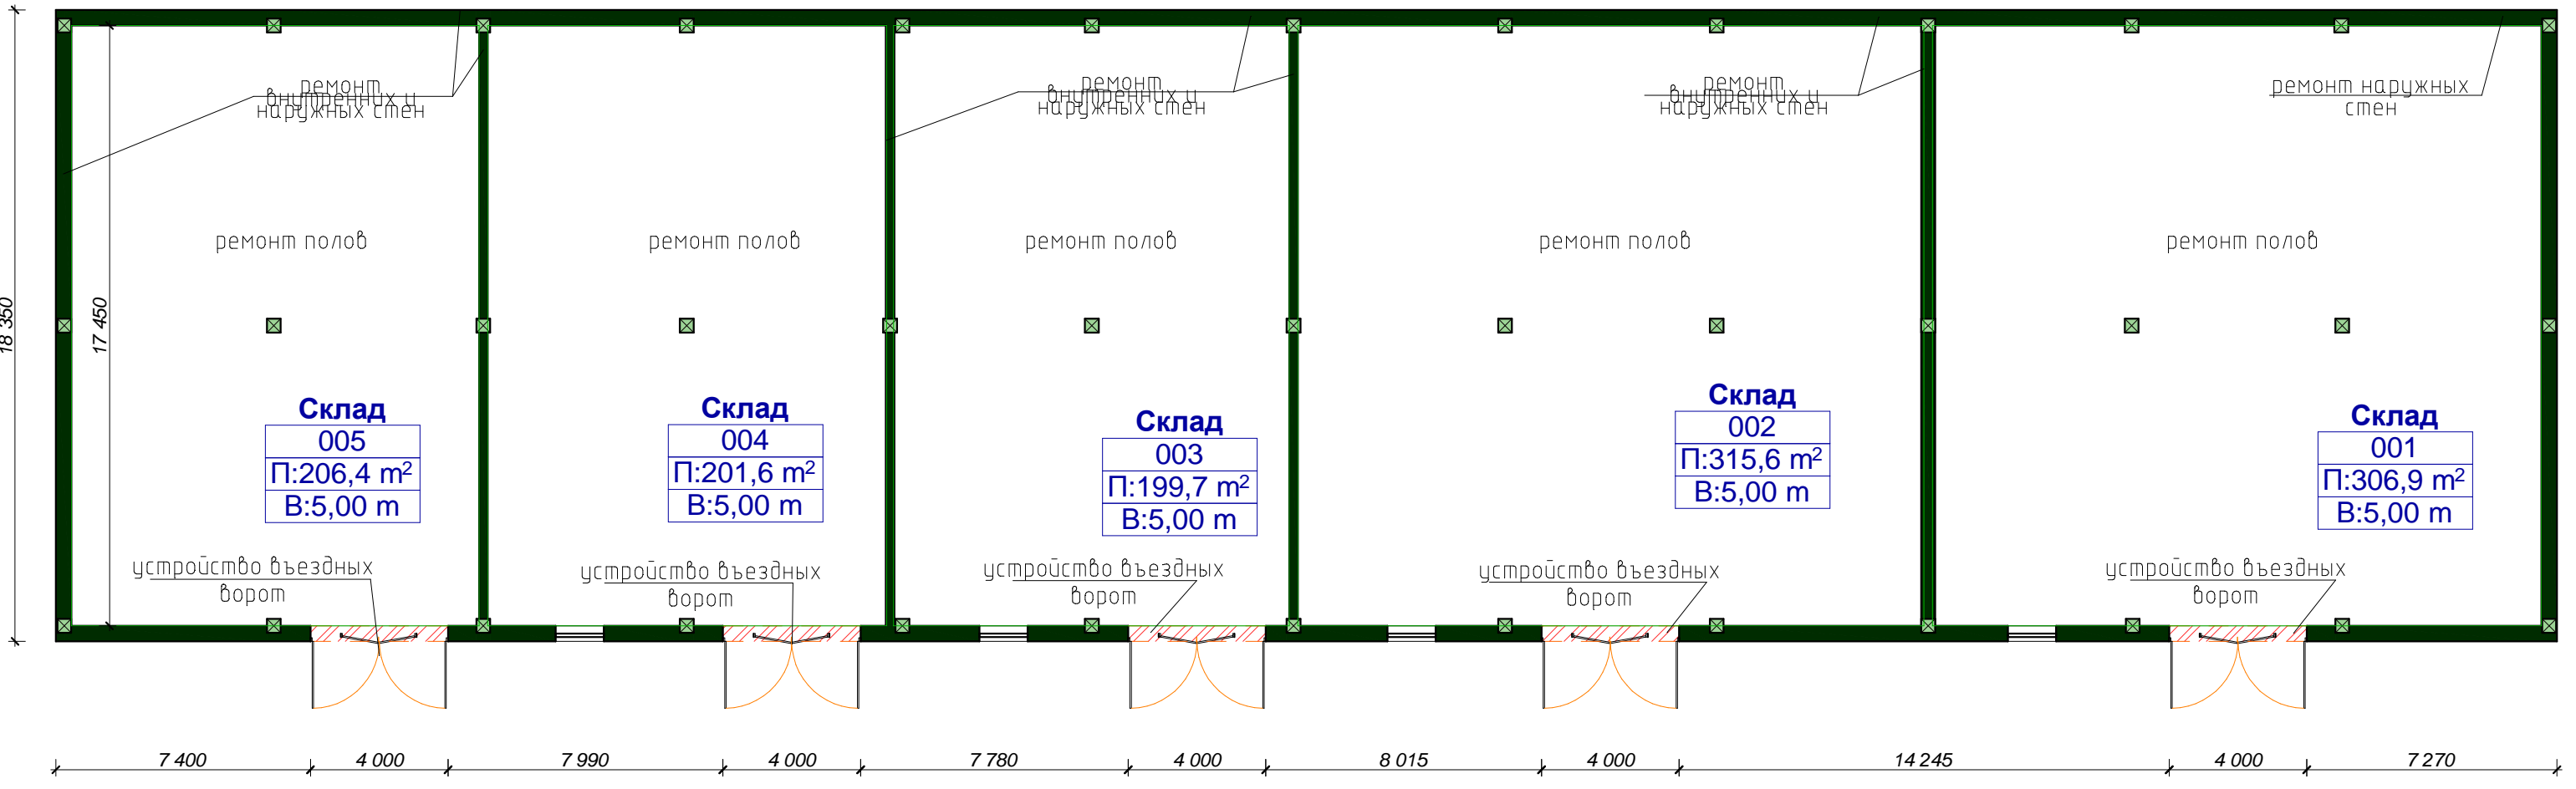 ремонт
внутренних и
наружных стен
ремонт
внутренних и
наружных стен
ремонт
внутренних и
наружных стен
ремонт наружных
стен
18 350
17 450
ремонт полов
ремонт полов
ремонт полов
ремонт полов
ремонт полов
Склад
005
П:206,4 m²
В:5,00 m
Склад
004
П:201,6 m²
В:5,00 m
Склад
003
П:199,7 m²
В:5,00 m
Склад
002
П:315,6 m²
В:5,00 m
Склад
001
П:306,9 m²
В:5,00 m
устройство въездных
ворот
устройство въездных
ворот
устройство въездных
ворот
устройство въездных
ворот
устройство въездных
ворот
7 400
4 000
7 990
4 000
7 780
4 000
8 015
4 000
14 245
4 000
7 270